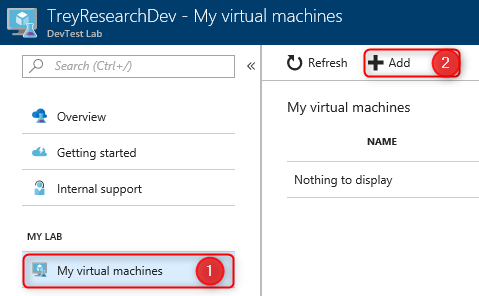 TreyResearchDev - My virtual machines
DevTest Lab
Search (Ctrl+/)
Overview
Getting started
Internal support
MY LAB
My virtual machines 1
Refresh Add 2
My virtual machines
NAME
Nothing to display